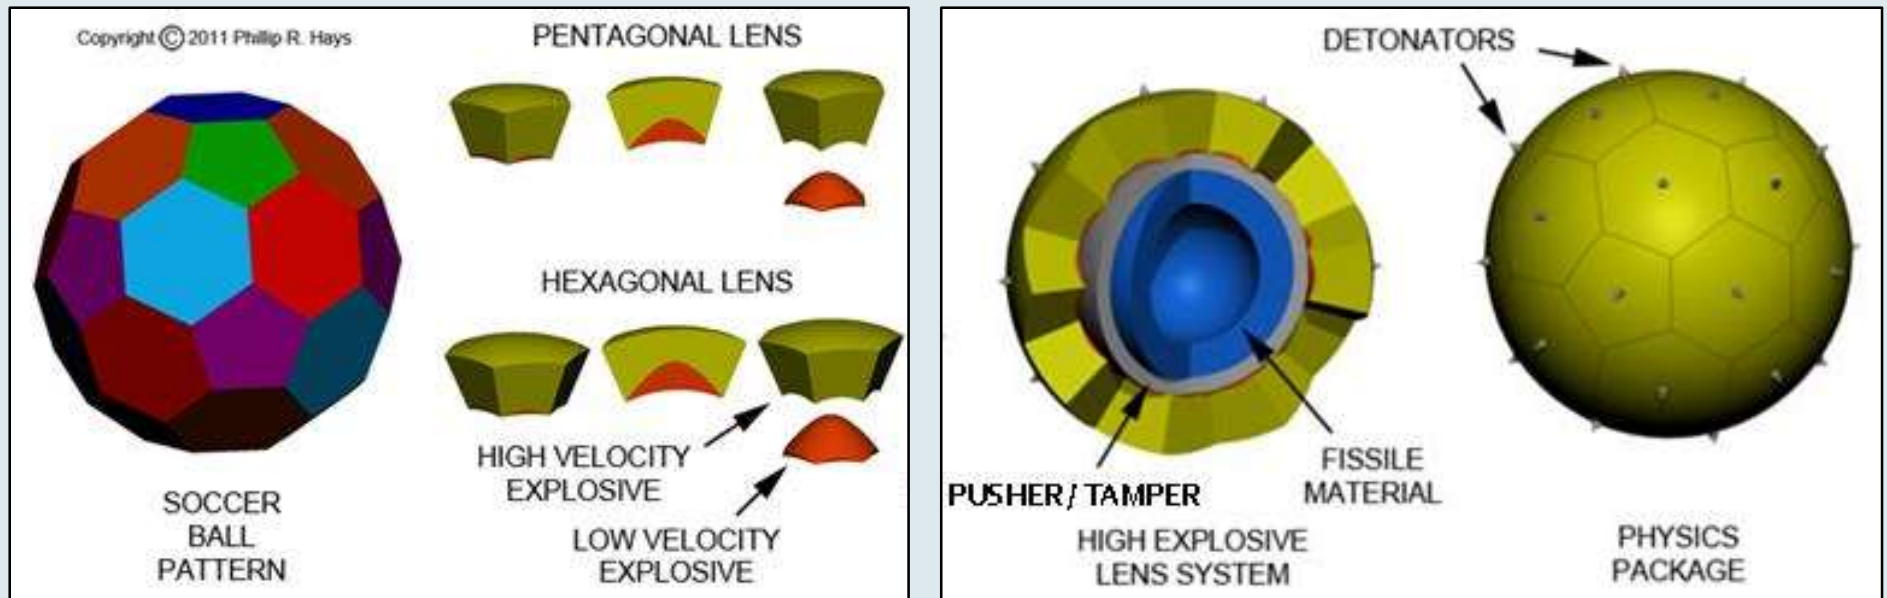 Copyright © 2011 Phillip R. Hays
PENTAGONAL LENS
HEXAGONAL LENS
HIGH VELOCITY
EXPLOSIVE
LOW VELOCITY
EXPLOSIVE
SOCCER
BALL
PATTERN
DETONATORS
PUSHER/ TAMPER
FISSILE
MATERIAL
HIGH EXPLOSIVE
LENS SYSTEM
PHYSICS
PACKAGE